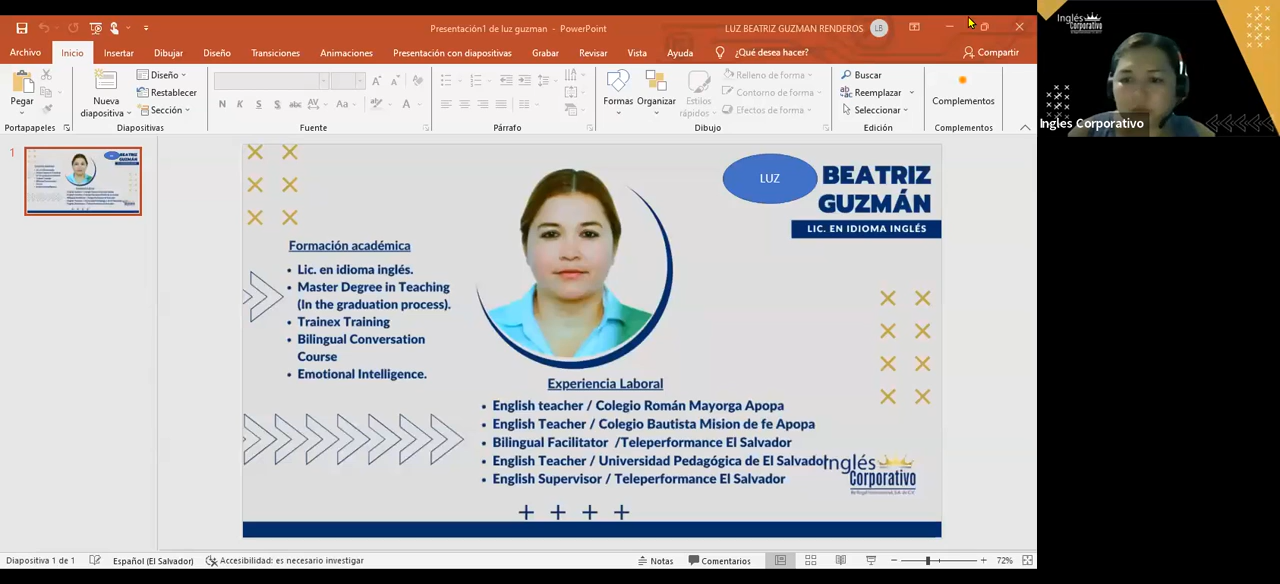 Presentación1 de luz guzman - PowerPoint
LUZ BEATRIZ GUZMAN RENDEROS
LB
Archivo
Inicio
Insertar
Dibujar
Diseño
Transiciones
Animaciones
Presentación con diapositivas
Grabar
Revisar
Vista
Ayuda
¿Qué desea hacer?
Compartir
Pegar
Portapapeles
Nueva
diapositiva
Diseño
Restablecer
Sección
Diapositivas
N K S S abc AV Aa A
Fuente
Párrafo
Formas
Organizar
Estilos
rápidos
Relleno de forma
Contorno de forma
Efectos de forma
Dibujo
Buscar
Reemplazar
Seleccionar
Edición
Complementos
Complementos
1
LUZ
BEATRIZ
GUZMÁN
LIC. EN IDIOMA INGLÉS
Formación académica
• Lic. en idioma inglés.
• Master Degree in Teaching
(In the graduation process).
• Trainex Training
• Bilingual Conversation
Course
• Emotional Intelligence.
Experiencia Laboral
• English teacher / Colegio Román Mayorga Apopa
• English Teacher / Colegio Bautista Mision de fe Apopa
• Bilingual Facilitator /Teleperformance El Salvador
• English Teacher / Universidad Pedagógica de El Salvador
• English Supervisor / Teleperformance El Salvador
Inglés
Corporativo
Diapositiva 1 de 1
Español (El Salvador)
Accesibilidad: es necesario investigar
Notas
Comentarios
72%
Inglés
Corporativo
Ingles Corporativo